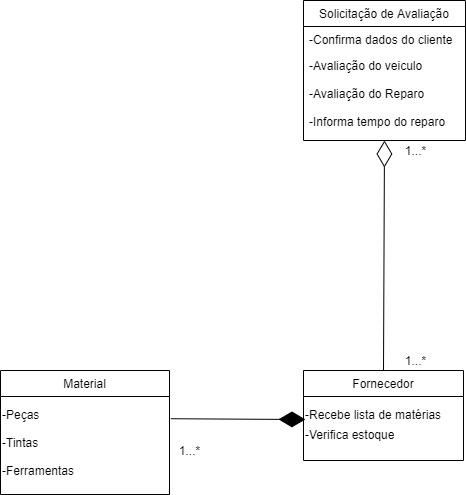 Solicitação de Avaliação
-Confirma dados do cliente
-Avaliação do veiculo
-Avaliação do Reparo
-Informa tempo do reparo
1...*
1...*
Material
-Peças
-Tintas
-Ferramentas
1...*
Fornecedor
-Recebe lista de matérias
-Verifica estoque